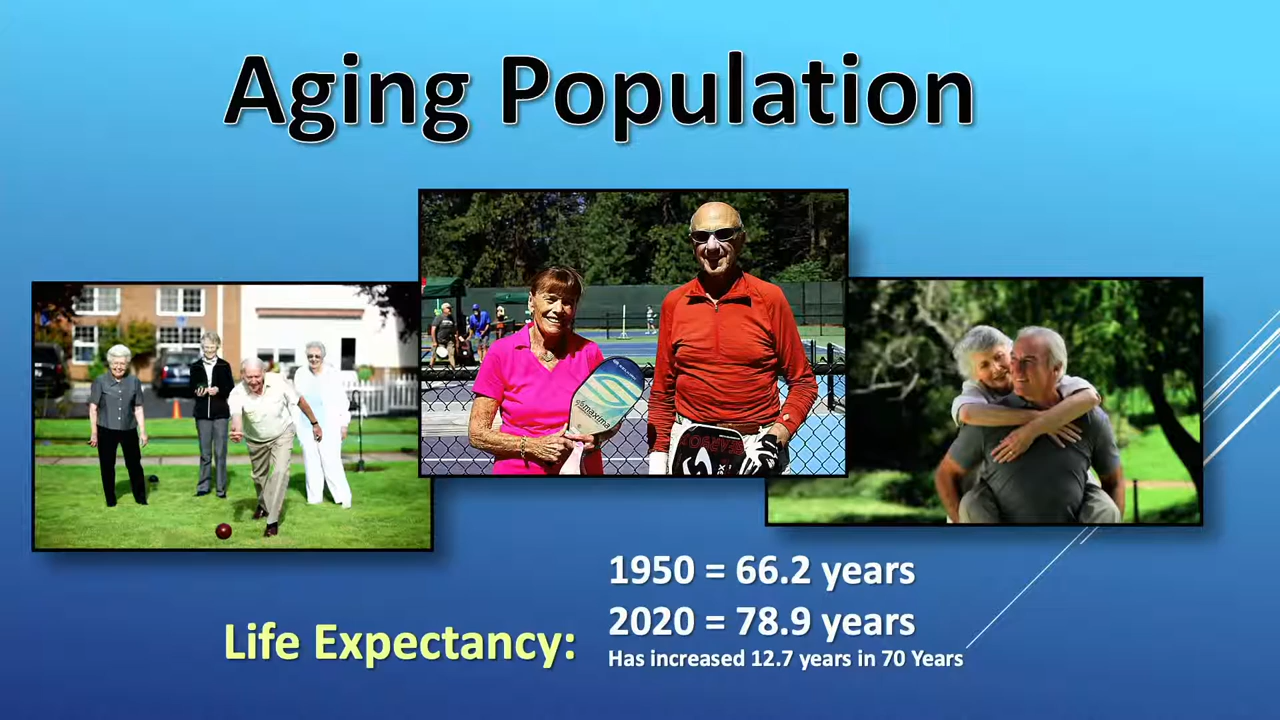 Aging Population
maxima
Life Expectancy:
1950 = 66.2 years
2020 = 78.9 years
Has increased 12.7 years in 70 Years